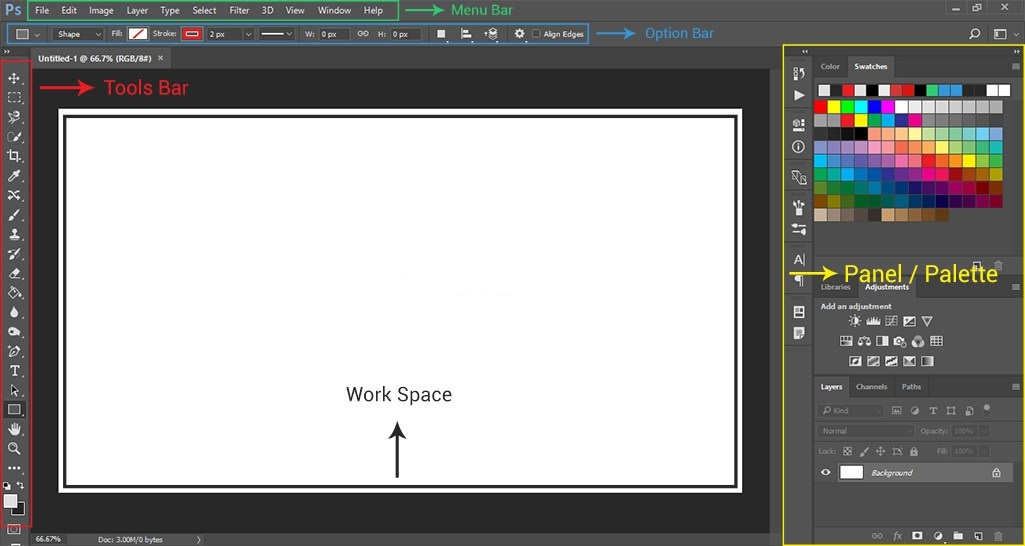 Ps File Edit Image Layer Type Select Filter 3D View Window Help
Menu Bar
Shape Fill: Stroke: 2 px W: 0 px H: 0 px Align Edges
Option Bar
Untitled-1 @ 66.7% (RGB/8#) ×
Tools Bar
Color Swatches
Panel / Palette
Libraries Adjustments
Add an adjustment
Work Space
Layers Channels Paths
Kind
Normal Opacity: 100%
Lock: Fill: 100%
Background
fx
66.67% Doc: 3.00M/0 bytes